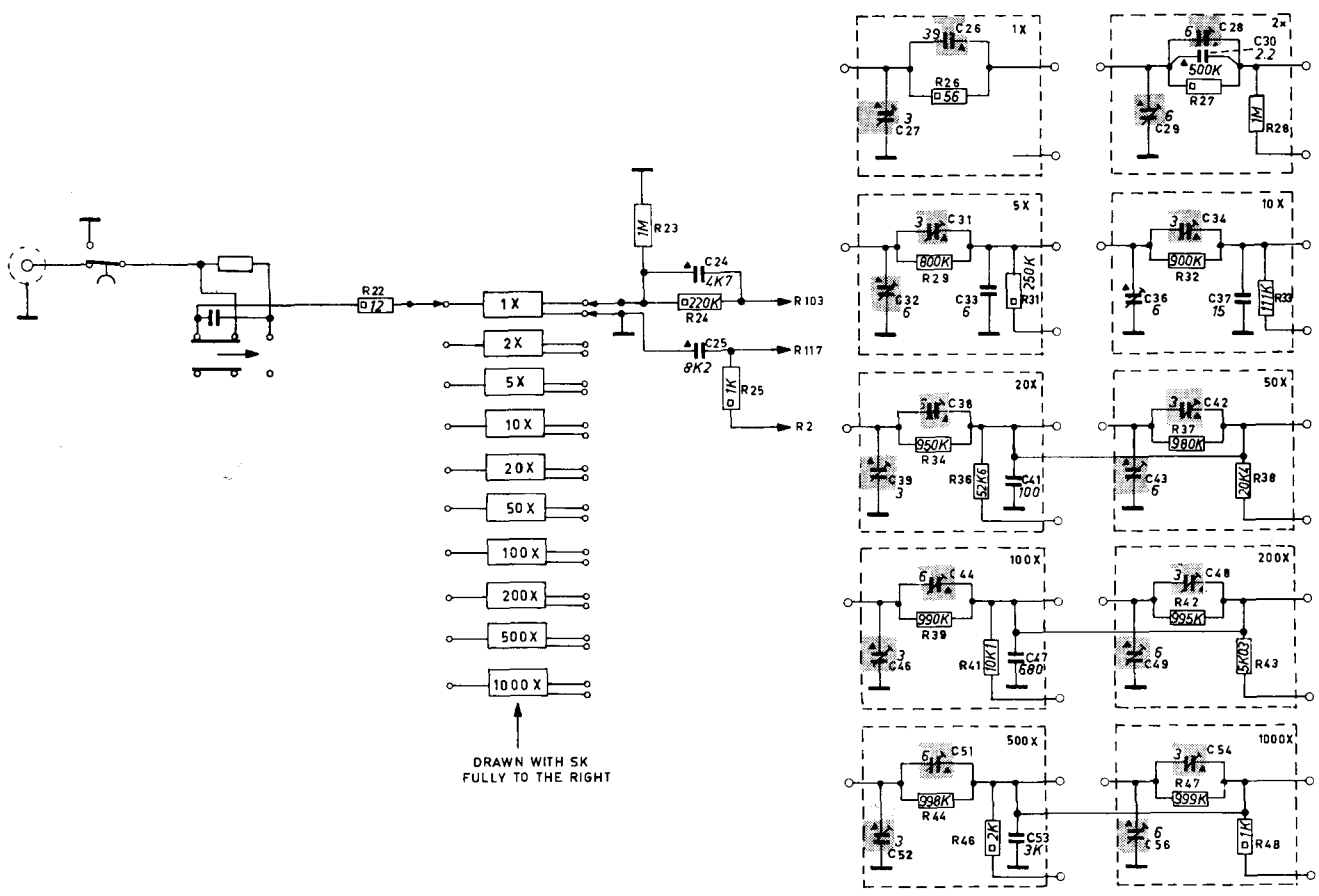 R22
12
1X
2X
5X
10X
20X
50X
100X
200X
500X
1000X
DRAWN WITH SK
FULLY TO THE RIGHT
1M
R23
C24
4K7
220K
R24
R103
C25
8K2
R117
1K
R25
R2
1X
39
C26
R26
56
3
C27
2x
6
C28
C30
2.2
500K
R27
6
C29
1M
R28
5X
3
C31
800K
R29
C32
6
C33
6
250K
R31
10X
3
C34
900K
R32
C36
6
C37
15
111K
R33
20X
C38
950K
R34
C39
3
R36
52K6
C41
100
50X
3
C42
R37
980K
C43
6
20K4
R38
100X
6
C44
990K
R39
3
C46
R41
10K1
C47
680
200X
3
C48
R42
995K
6
C49
5K03
R43
500X
6
C51
998K
R44
3
C52
R46
2K
C53
3K
1000X
3
C54
R47
999K
6
C56
1K
R48